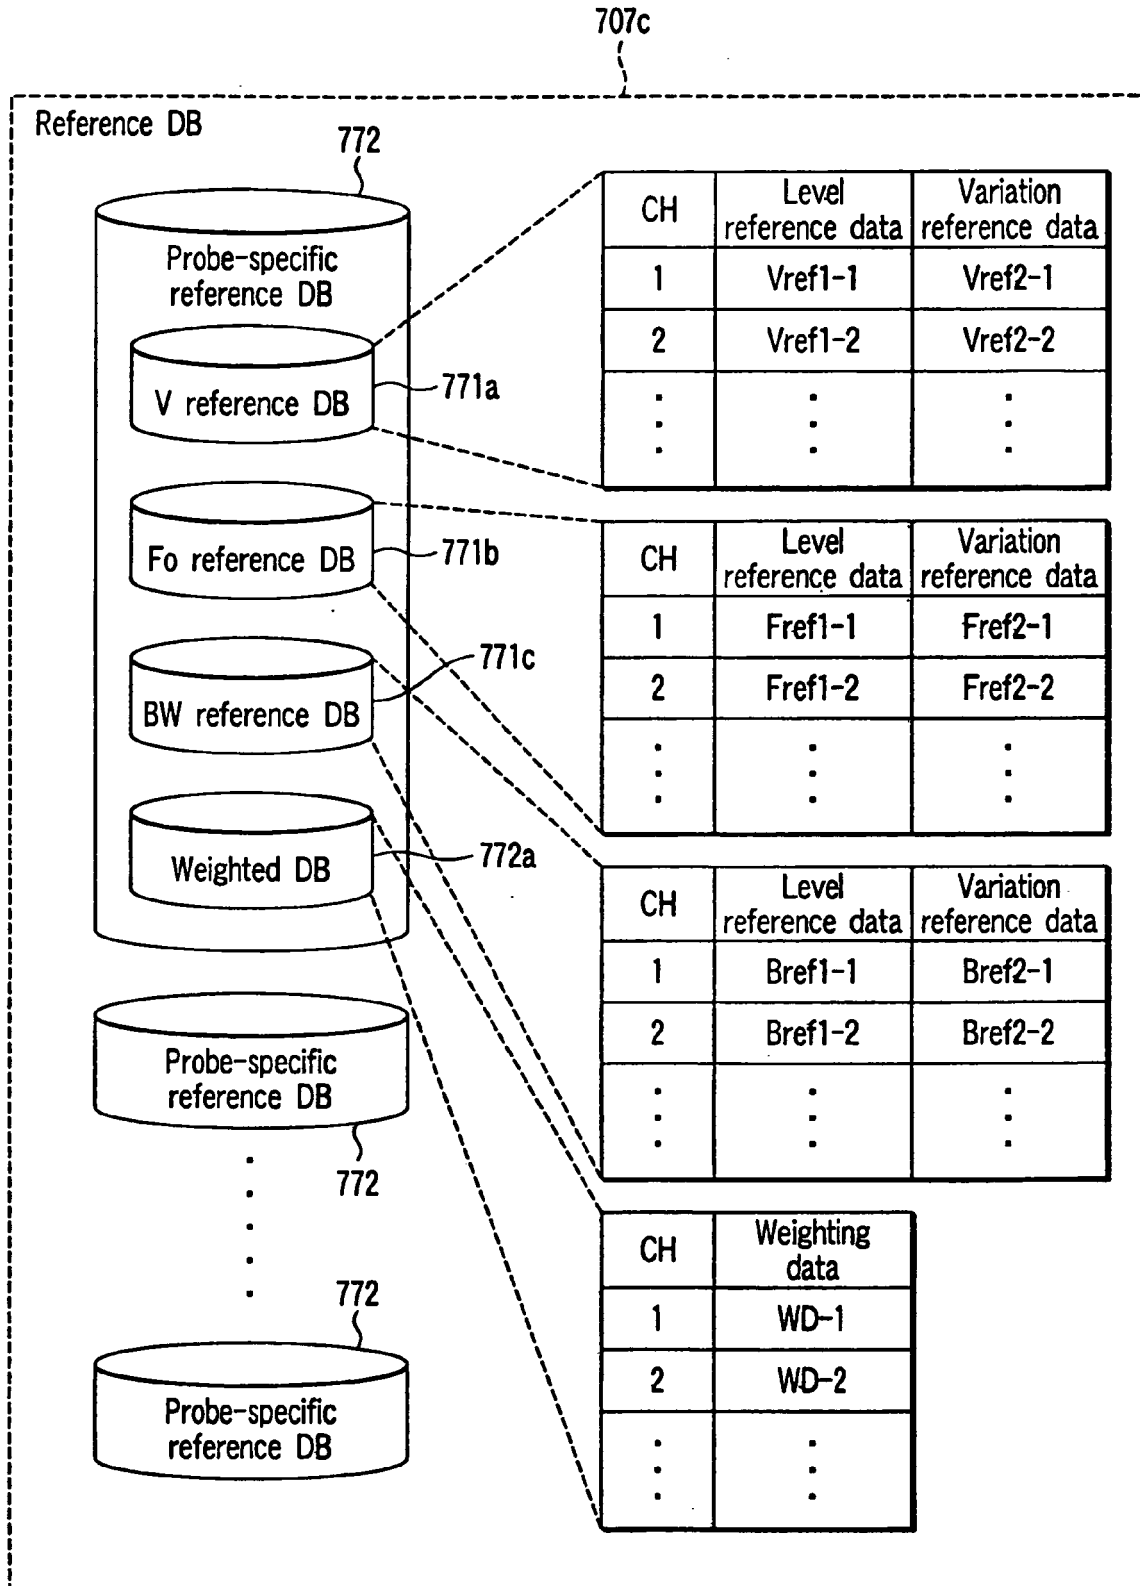 707c
Reference DB
772
Probe-specific
reference DB
V reference DB
771a
Fo reference DB
771b
BW reference DB
771c
Weighted DB
772a
Probe-specific
reference DB
772
772
Probe-specific
reference DB
CH Level reference data Variation reference data
1 Vref1-1 Vref2-1
2 Vref1-2 Vref2-2
CH Level reference data Variation reference data
1 Fref1-1 Fref2-1
2 Fref1-2 Fref2-2
CH Level reference data Variation reference data
1 Bref1-1 Bref2-1
2 Bref1-2 Bref2-2
CH Weighting data
1 WD-1
2 WD-2